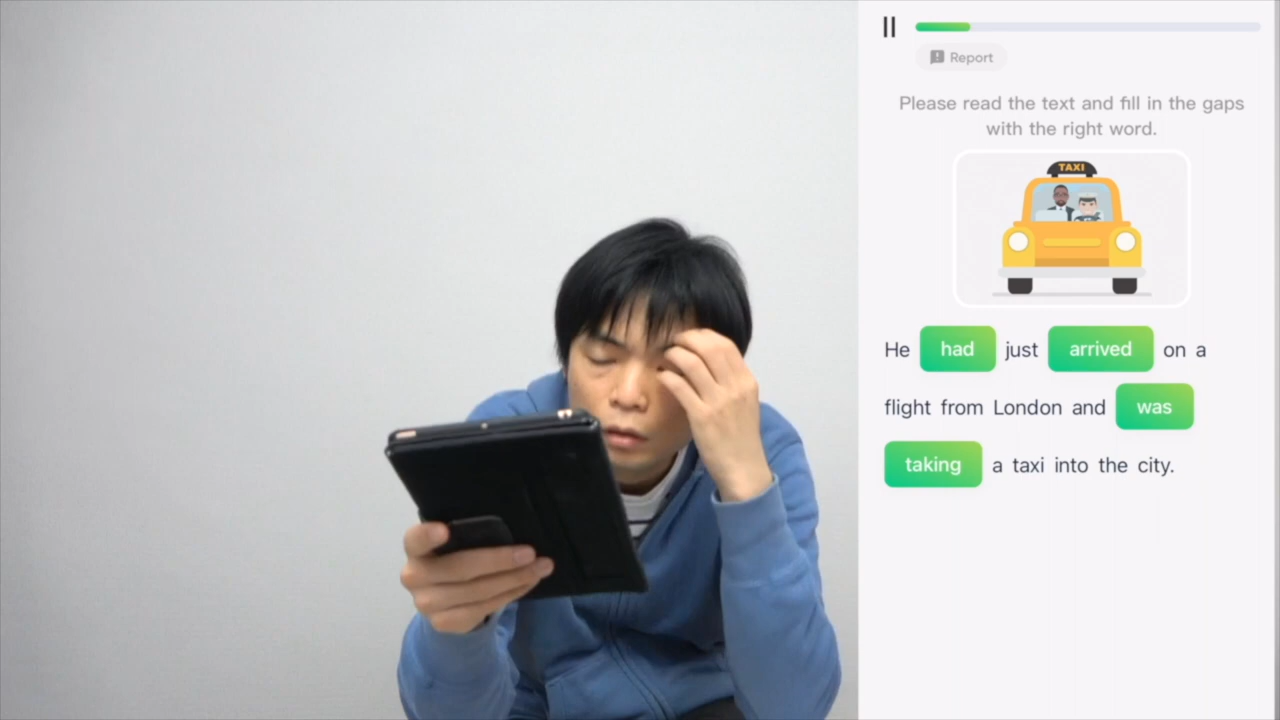 Report
Please read the text and fill in the gaps
with the right word.
TAXI
He had just arrived on a
flight from London and was
taking a taxi into the city.